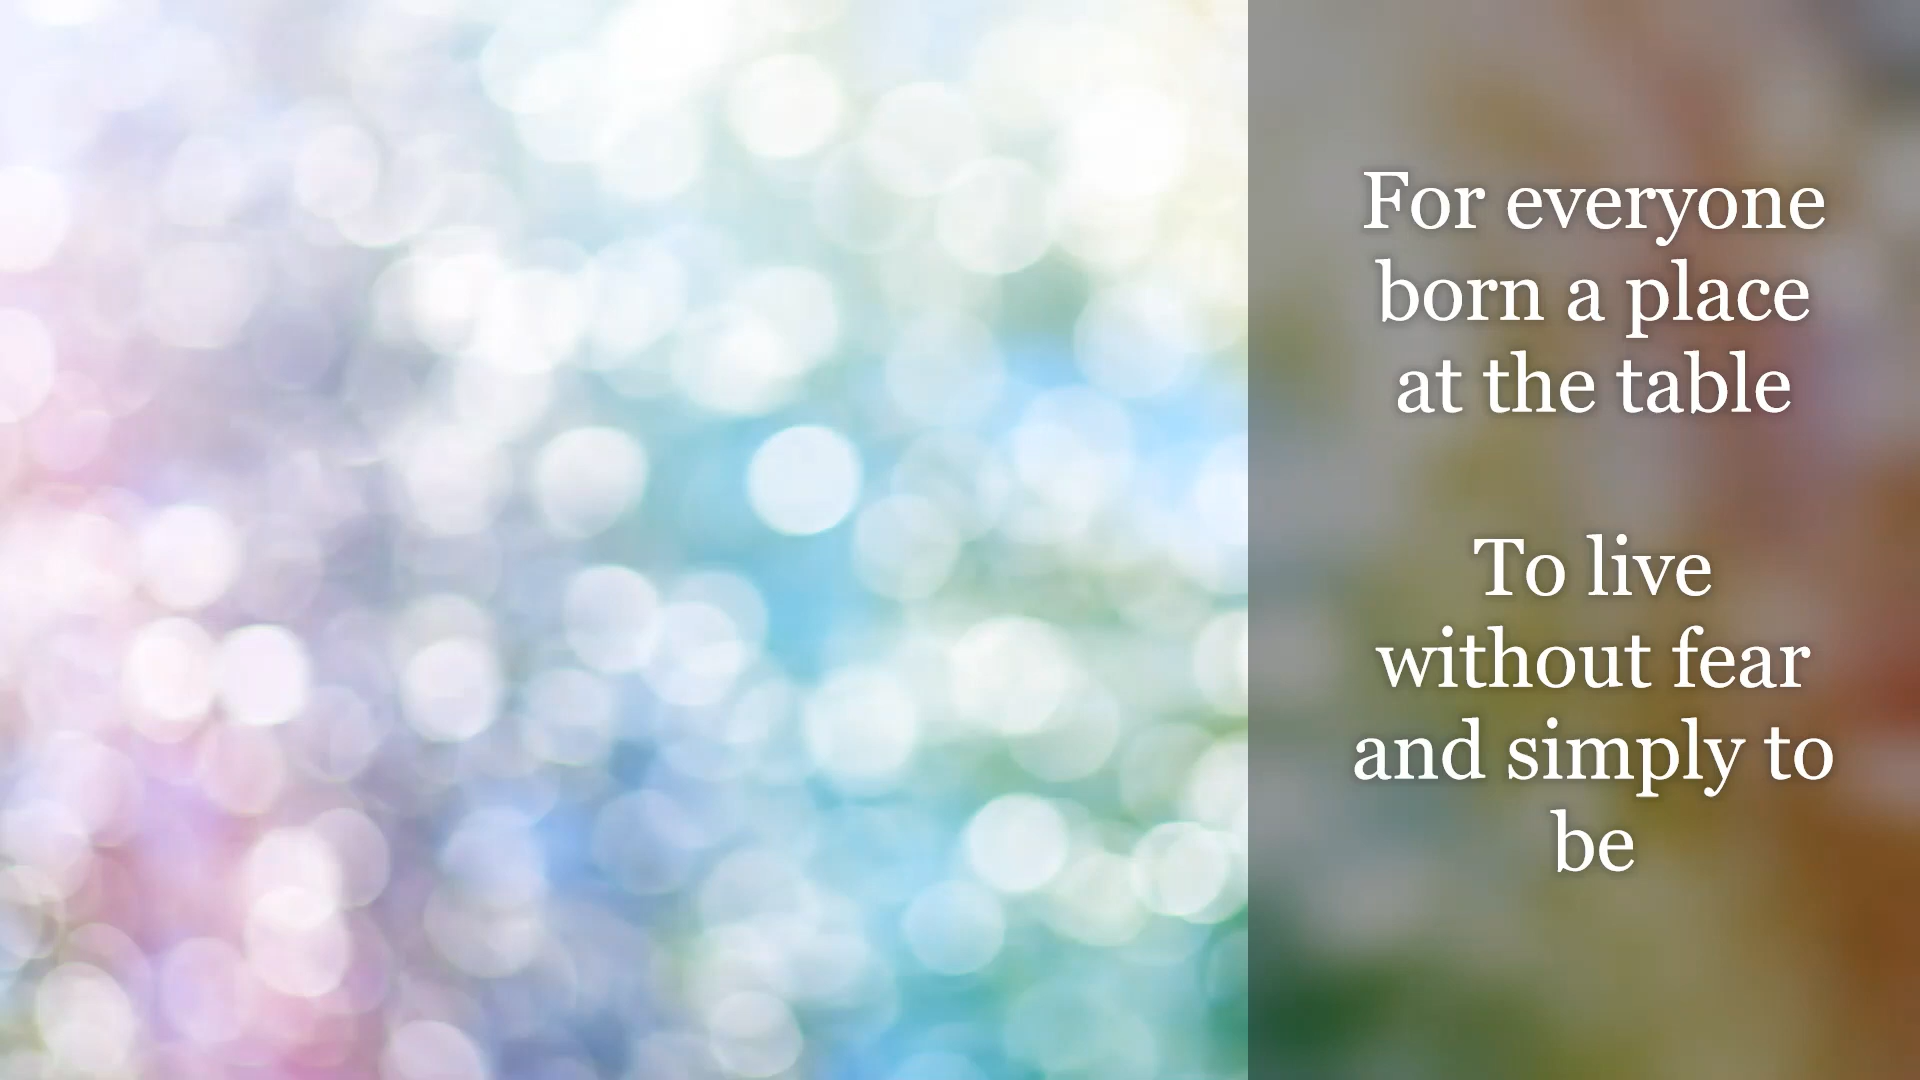 For everyone
born a place
at the table
To live
without fear
and simply to
be